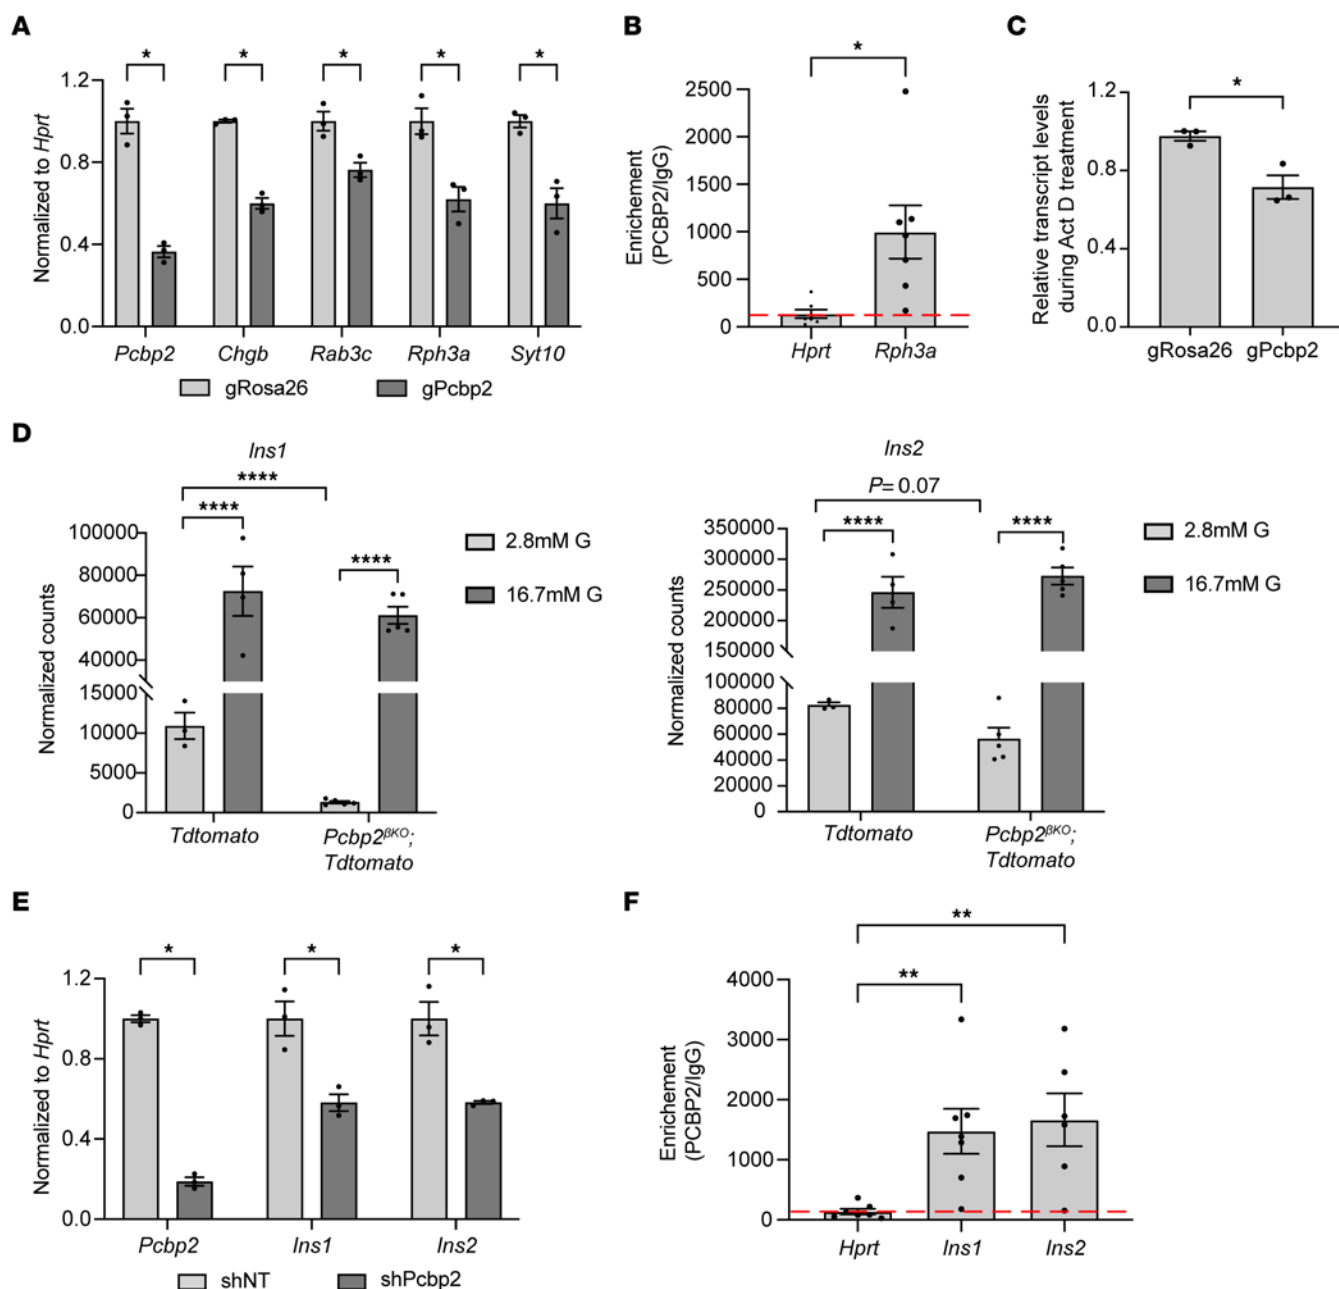 A
Normalized to Hprt
1.2
0.8
0.4
0.0
* * * * *
Pcbp2 Chgb Rab3c Rph3a Syt10
gRosa26 gPcbp2
B
Enrichement
(PCBP2/IgG)
2500
2000
1500
1000
500
0
*
Hprt Rph3a
C
Relative transcript levels
during Act D treatment
1.2
0.8
0.4
0.0
*
gRosa26 gPcbp2
D
Ins1
Normalized counts
100000
80000
60000
40000
15000
10000
5000
0
****
****
****
Tdtomato Pcbp2βKO;
Tdtomato
2.8mM G
16.7mM G
Ins2
Normalized counts
350000
300000
250000
200000
150000
100000
80000
60000
40000
20000
0
P= 0.07
**** ****
Tdtomato Pcbp2βKO;
Tdtomato
2.8mM G
16.7mM G
E
Normalized to Hprt
1.2
0.8
0.4
0.0
* * *
Pcbp2 Ins1 Ins2
shNT shPcbp2
F
Enrichement
(PCBP2/IgG)
4000
3000
2000
1000
0
**
**
Hprt Ins1 Ins2